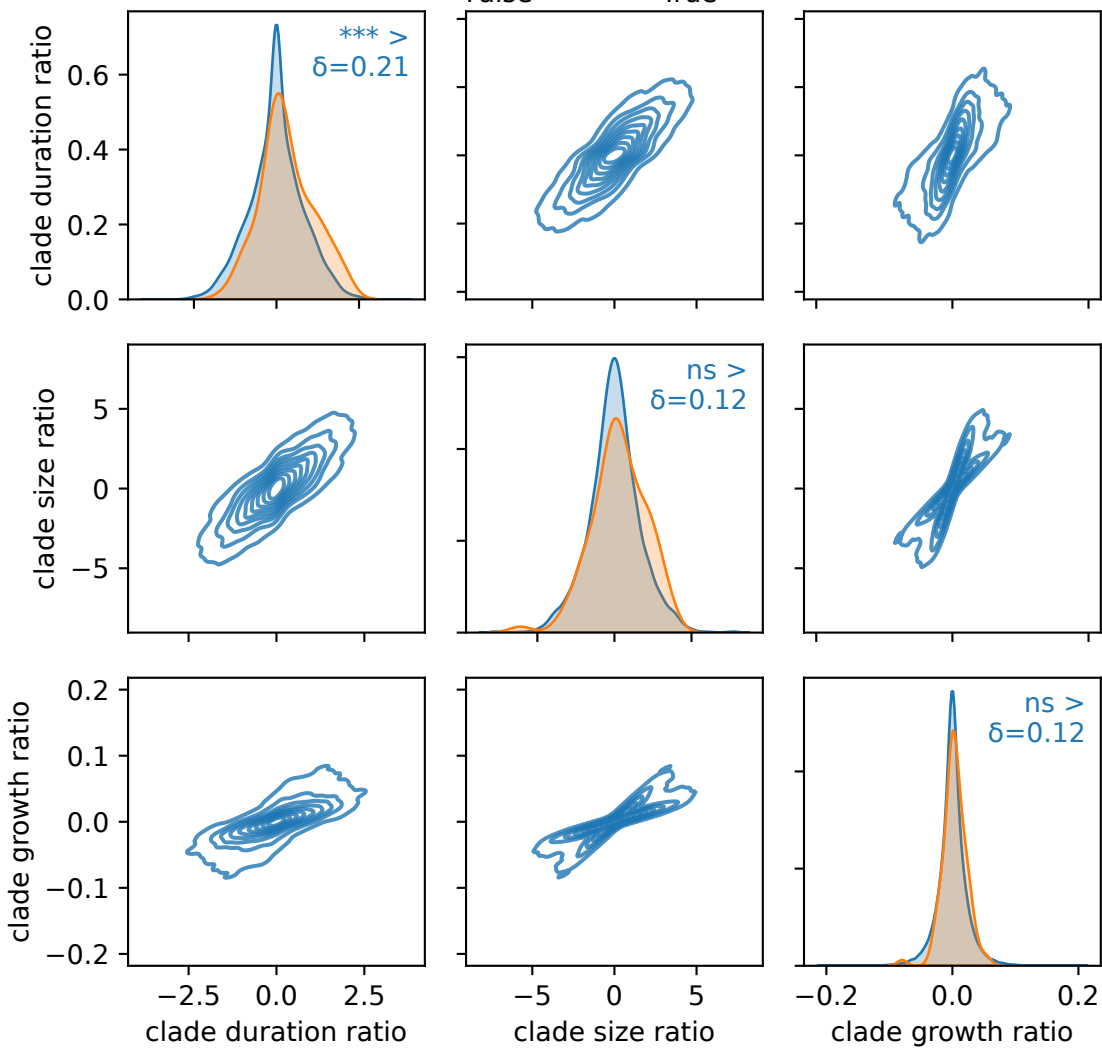 False True
clade duration ratio
0.6
0.4
0.2
0.0
*** >
δ=0.21
clade size ratio
5
0
−5
ns >
δ=0.12
clade growth ratio
0.2
0.1
0.0
−0.1
−0.2
ns >
δ=0.12
−2.5 0.0 2.5
−5 0 5
−0.2 0.0 0.2
clade duration ratio
clade size ratio
clade growth ratio